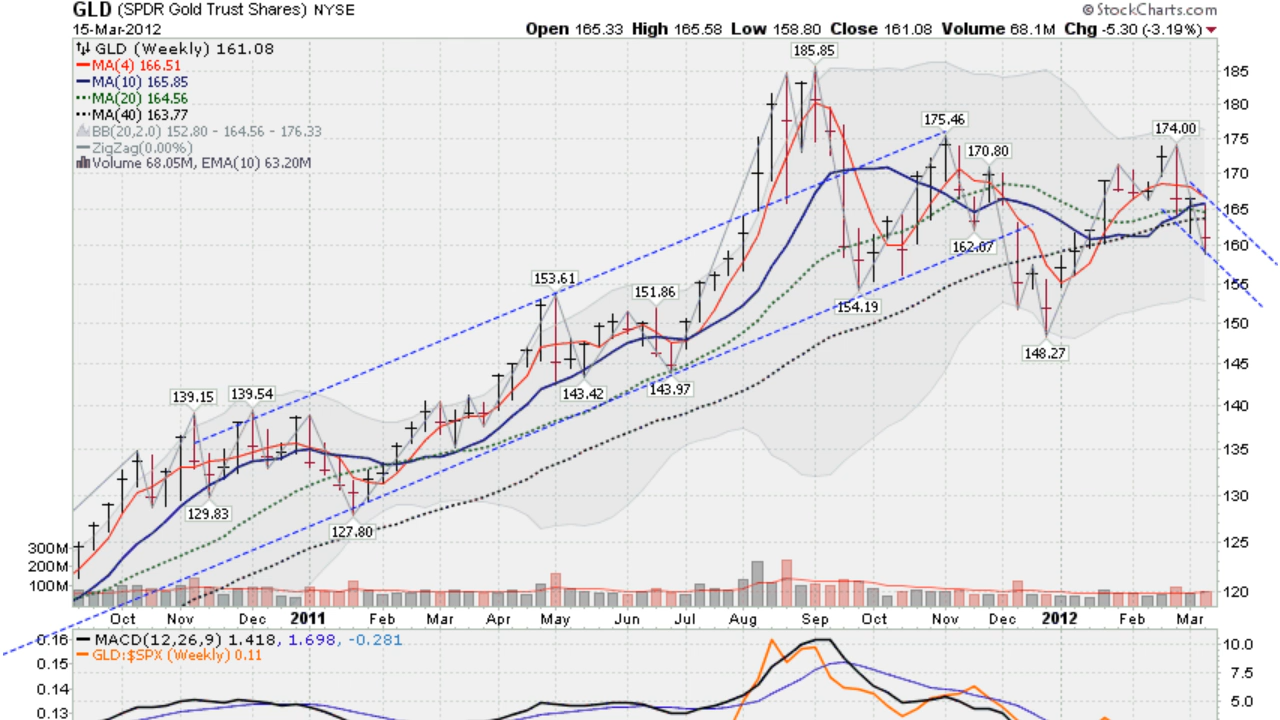 GLD (SPDR Gold Trust Shares) NYSE
© StockCharts.com
15-Mar-2012
Open 165.33 High 165.58 Low 158.80 Close 161.08 Volume 68.1M Chg -5.30 (-3.19%)
GLD (Weekly) 161.08
MA(4) 166.51
MA(10) 165.85
MA(20) 164.56
MA(40) 163.77
BB(20,2.0) 152.80 - 164.56 - 176.33
ZigZag(0.00%)
Volume 68.05M, EMA(10) 63.20M
185.85
175.46
174.00
170.80
162.07
153.61
151.86
154.19
148.27
143.42
143.97
139.15
139.54
129.83
127.80
185
180
175
170
165
160
155
150
145
140
135
130
125
120
300M
200M
100M
Oct Nov Dec 2011 Feb Mar Apr May Jun Jul Aug Sep Oct Nov Dec 2012 Feb Mar
MACD(12,26,9) 1.418, 1.698, -0.281
GLD:$SPX (Weekly) 0.11
0.16
0.15
0.14
0.13
10.0
7.5
5.0